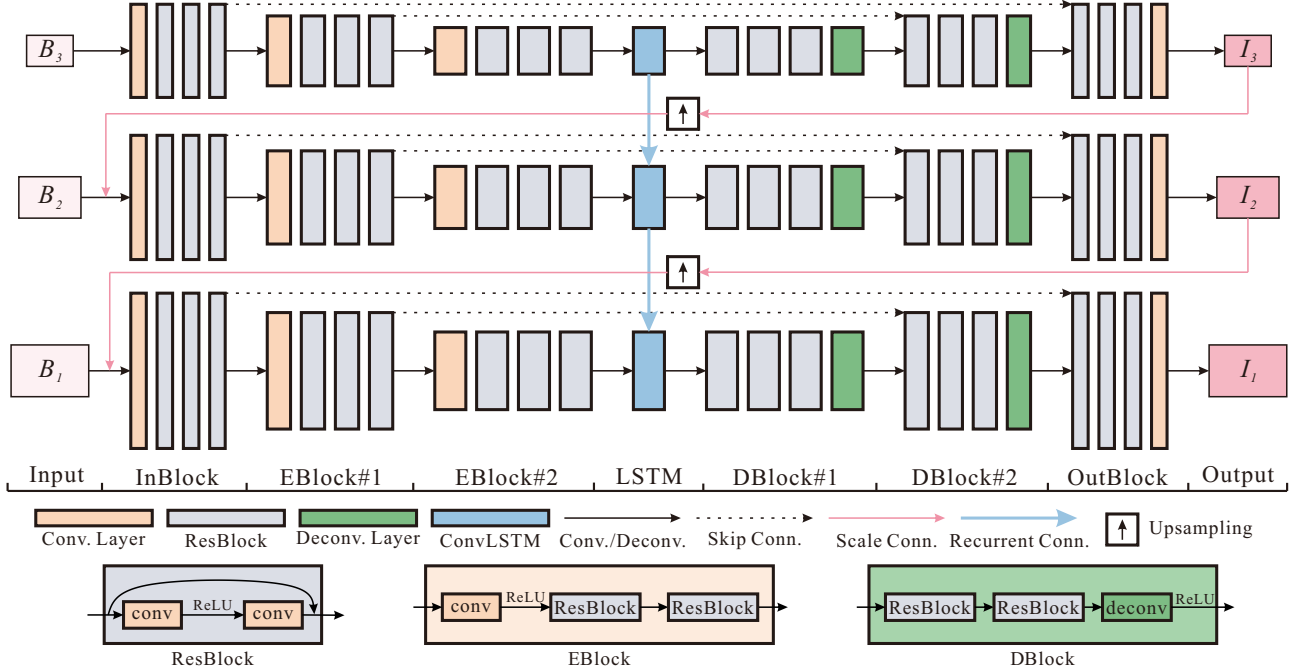 B3
I3
B2
I2
B1
I1
Input InBlock EBlock#1 EBlock#2 LSTM DBlock#1 DBlock#2 OutBlock Output
Conv. Layer ResBlock Deconv. Layer ConvLSTM Conv./Deconv. Skip Conn. Scale Conn. Recurrent Conn. Upsampling
conv ReLU conv
ResBlock
conv ReLU ResBlock ResBlock
EBlock
ResBlock ResBlock deconv ReLU
DBlock